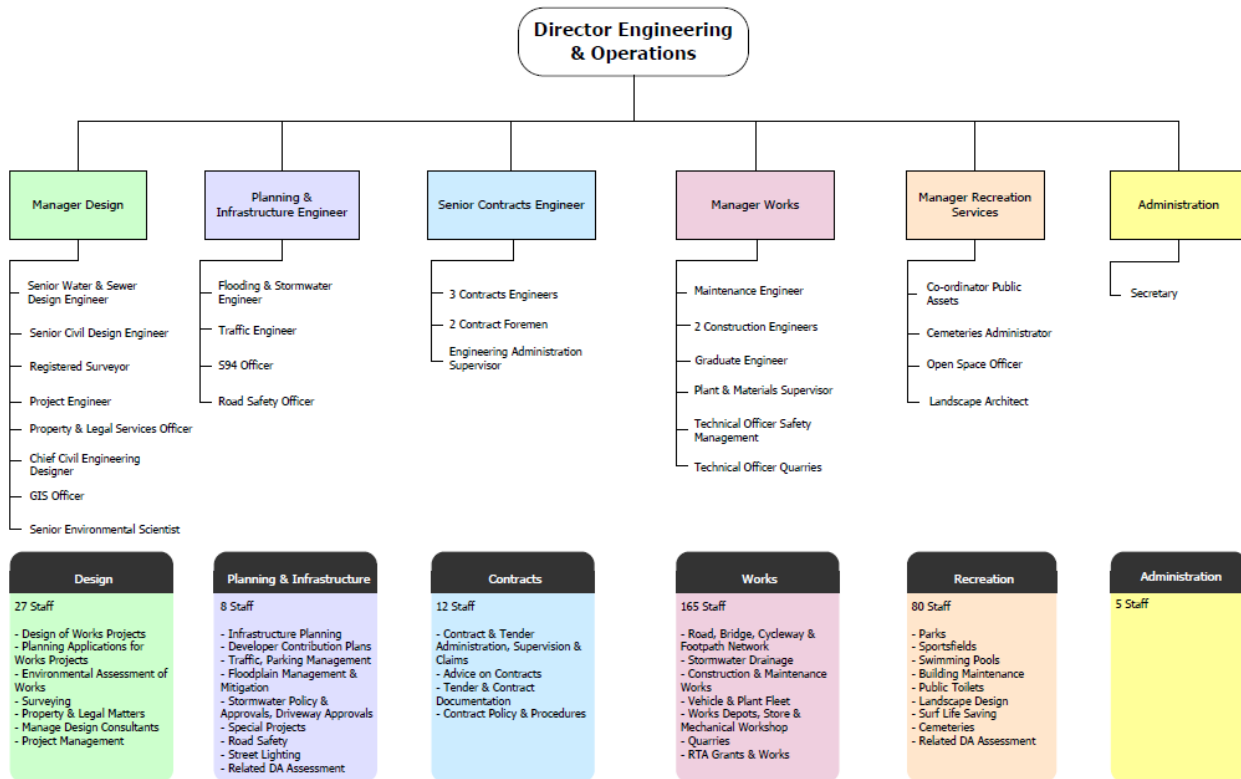 Director Engineering
& Operations
Manager Design
Planning &
Infrastructure Engineer
Senior Contracts Engineer
Manager Works
Manager Recreation
Services
Administration
Senior Water & Sewer
Design Engineer
Senior Civil Design Engineer
Registered Surveyor
Project Engineer
Property & Legal Services Officer
Chief Civil Engineering
Designer
GIS Officer
Senior Environmental Scientist
Flooding & Stormwater
Engineer
Traffic Engineer
S94 Officer
Road Safety Officer
3 Contracts Engineers
2 Contract Foremen
Engineering Administration
Supervisor
Maintenance Engineer
2 Construction Engineers
Graduate Engineer
Plant & Materials Supervisor
Technical Officer Safety
Management
Technical Officer Quarries
Co-ordinator Public
Assets
Cemeteries Administrator
Open Space Officer
Landscape Architect
Secretary
Design
27 Staff
- Design of Works Projects
- Planning Applications for
Works Projects
- Environmental Assessment of
Works
- Surveying
- Property & Legal Matters
- Manage Design Consultants
- Project Management
Planning & Infrastructure
8 Staff
- Infrastructure Planning
- Developer Contribution Plans
- Traffic, Parking Management
- Floodplain Management &
Mitigation
- Stormwater Policy &
Approvals, Driveway Approvals
- Special Projects
- Road Safety
- Street Lighting
- Related DA Assessment
Contracts
12 Staff
- Contract & Tender
Administration, Supervision &
Claims
- Advice on Contracts
- Tender & Contract
Documentation
- Contract Policy & Procedures
Works
165 Staff
- Road, Bridge, Cycleway &
Footpath Network
- Stormwater Drainage
- Construction & Maintenance
Works
- Vehicle & Plant Fleet
- Works Depots, Store &
Mechanical Workshop
- Quarries
- RTA Grants & Works
Recreation
80 Staff
- Parks
- Sportsfields
- Swimming Pools
- Building Maintenance
- Public Toilets
- Landscape Design
- Surf Life Saving
- Cemeteries
- Related DA Assessment
Administration
5 Staff